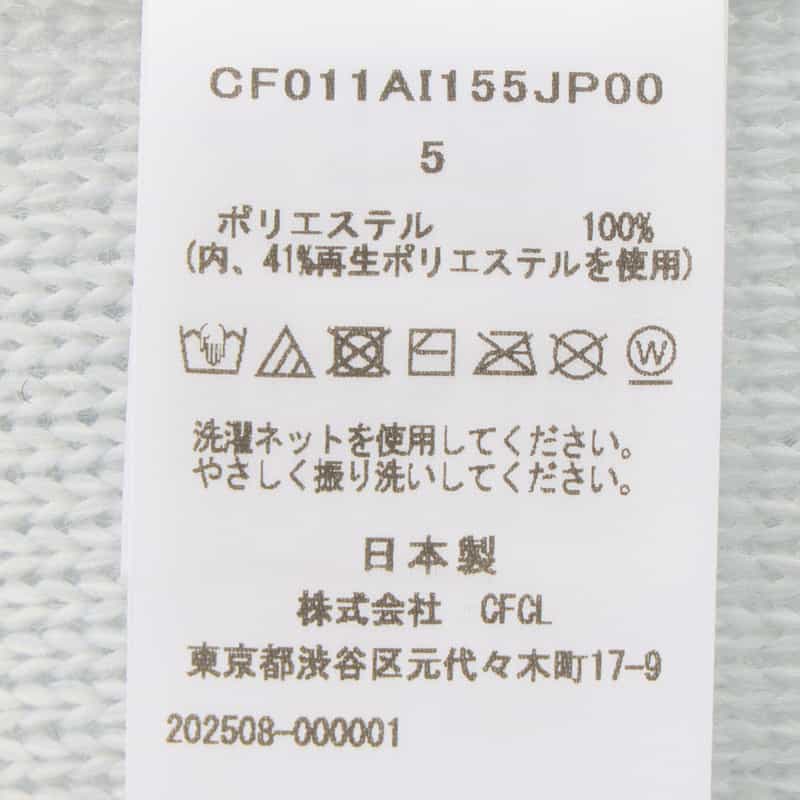 CF011AI155JP00
5
ポリエステル 100%
(内、41%再生ポリエステルを使用)
W
洗濯ネットを使用してください。
やさしく振り洗いしてください。
日本製
株式会社 CFCL
東京都渋谷区元代々木町17-9
202508-000001